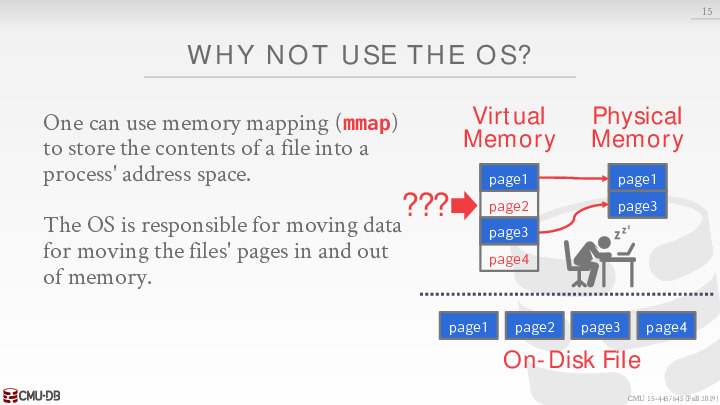 15
WHY NOT USE THE OS?
One can use memory mapping (mmap)
to store the contents of a file into a
process' address space.
The OS is responsible for moving data
for moving the files' pages in and out
of memory.
Virtual
Memory
Physical
Memory
page1
page2
page3
page4
???
page1
page3
z z z
page1 page2 page3 page4
On-Disk File
CMU·DB
CMU 15-445/645 (Fall 2019)